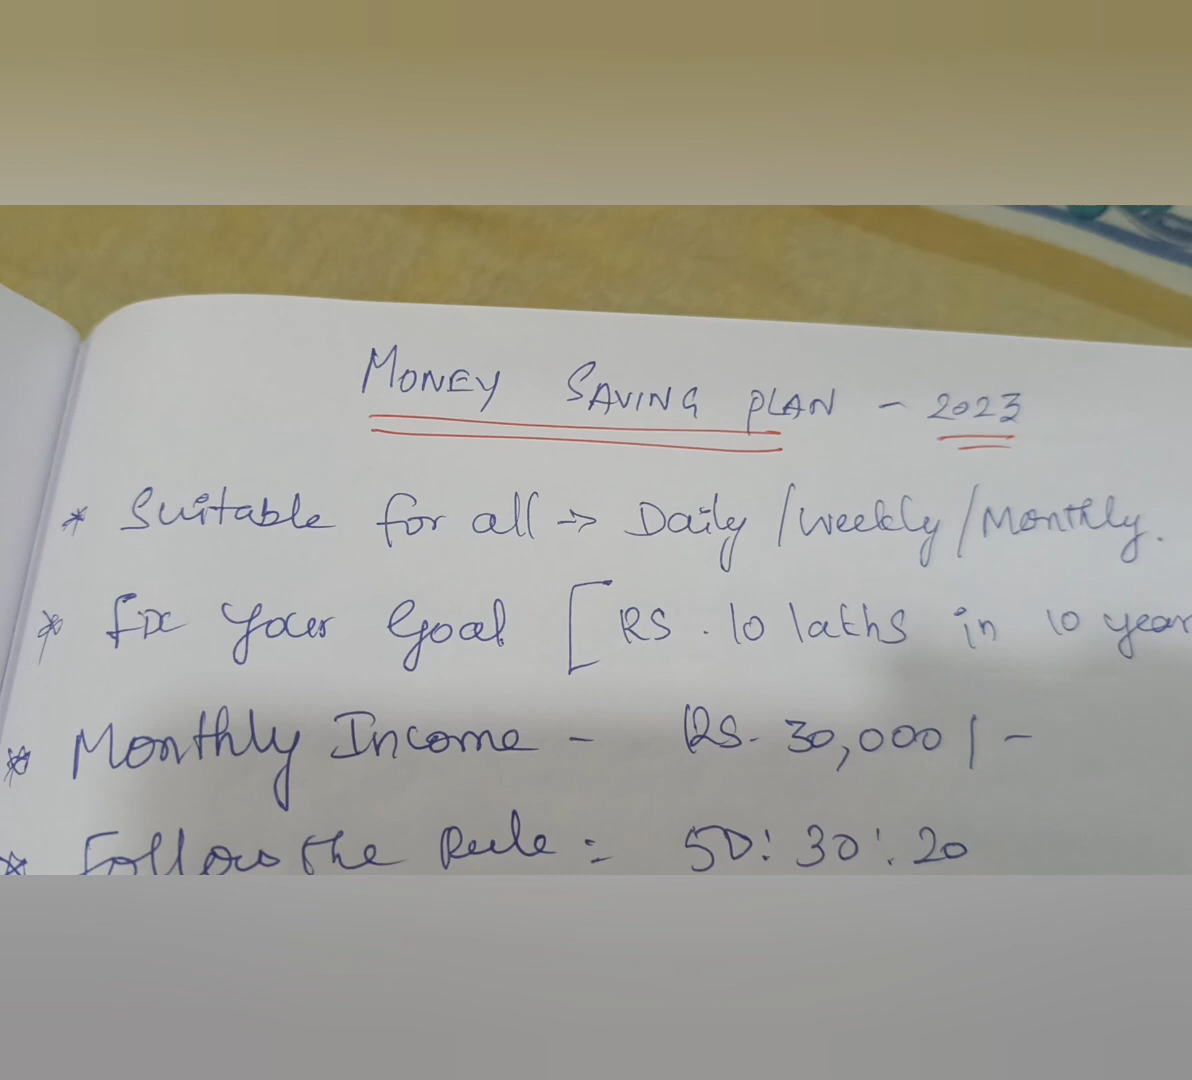 MONEY SAVING PLAN - 2023
* Suitable for all -> Daily / Weekly / Monthly.
* Fix your Goal [ RS. 10 lakhs in 10 year
* Monthly Income - RS. 30,000/-
* Follow the Rule : 50 : 30 : 20